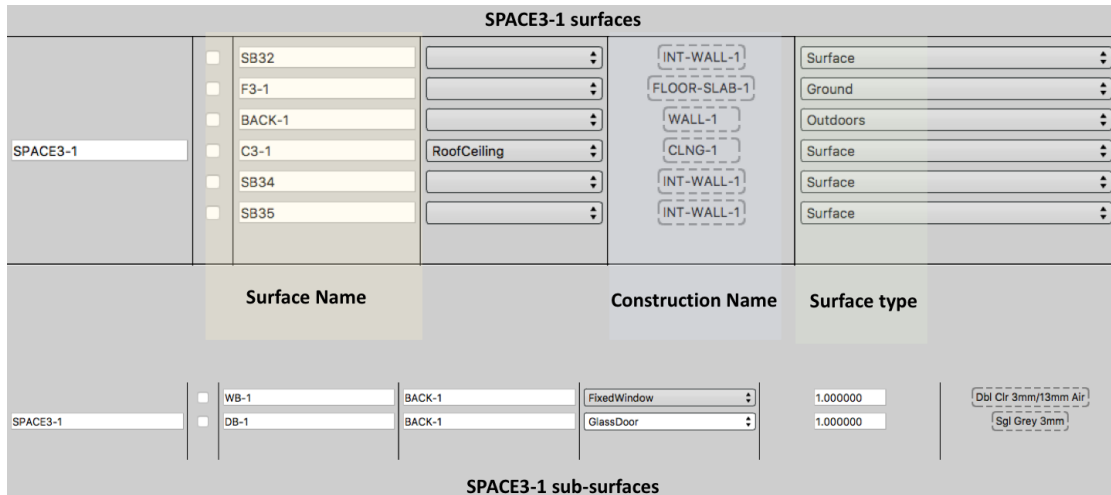 SPACE3-1 surfaces
SB32 INT-WALL-1 Surface
F3-1 FLOOR-SLAB-1 Ground
BACK-1 WALL-1 Outdoors
SPACE3-1 C3-1 RoofCeiling CLNG-1 Surface
SB34 INT-WALL-1 Surface
SB35 INT-WALL-1 Surface
Surface Name Construction Name Surface type
WB-1 BACK-1 FixedWindow 1.000000 Dbl Clr 3mm/13mm Air
SPACE3-1 DB-1 BACK-1 GlassDoor 1.000000 Sgl Grey 3mm
SPACE3-1 sub-surfaces